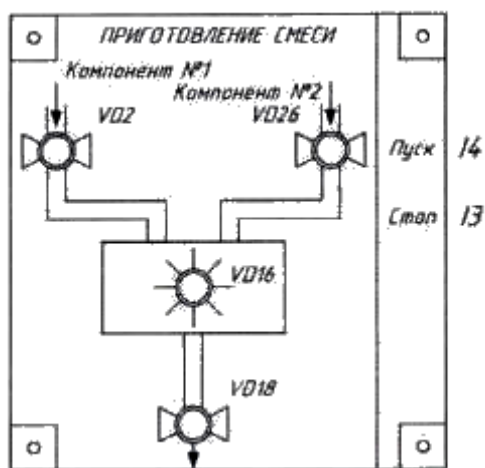 ПРИГОТОВЛЕНИЕ СМЕСИ
Компонент №1
Компонент №2
VD2
VD26
Пуск 14
Стоп 13
VD16
VD18